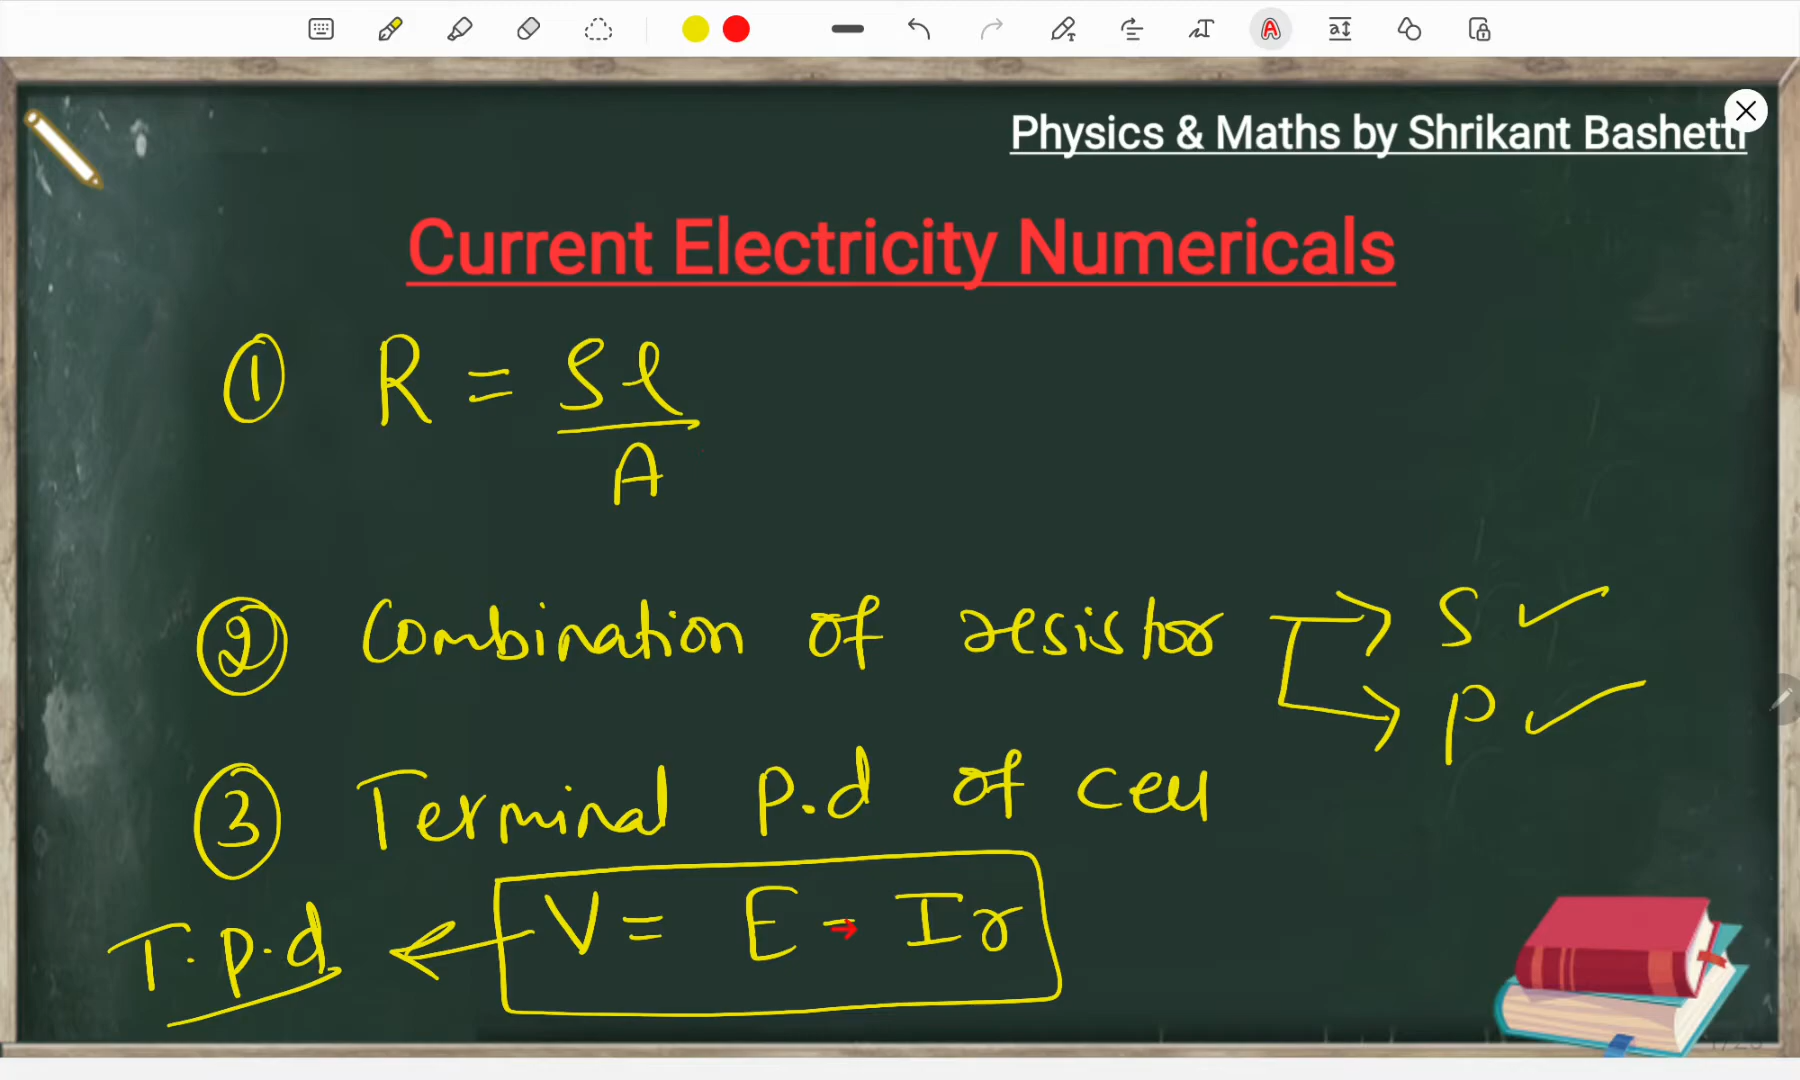 Physics & Maths by Shrikant Bashetti
Current Electricity Numericals
① R = ρl / A
② Combination of resistor → S ✓
→ P ✓
③ Terminal p.d of cell
T.p.d ← V = E - Ir